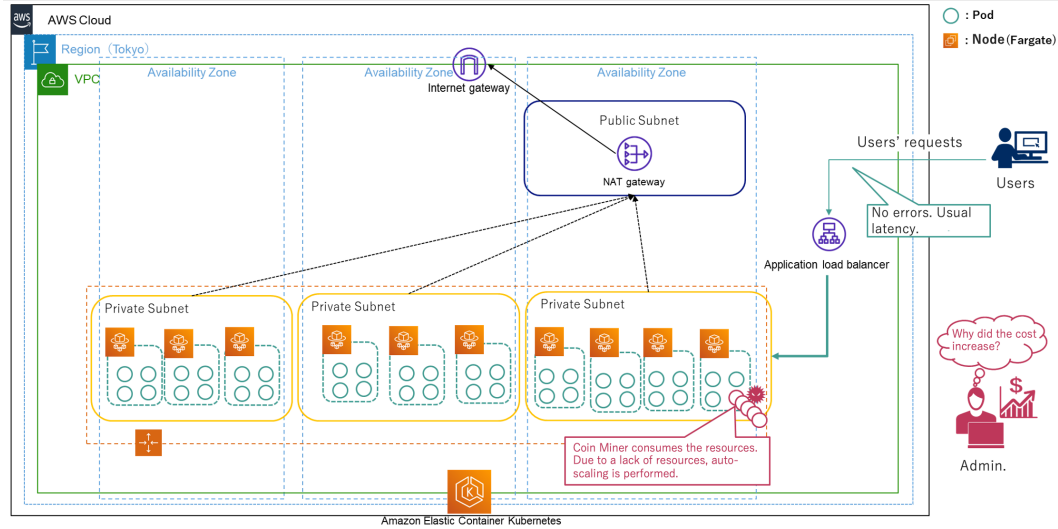 aws
AWS Cloud
: Pod
: Node(Fargate)
Region（Tokyo）
VPC
Availability Zone
Availability Zone
Availability Zone
Internet gateway
Public Subnet
NAT gateway
Users' requests
Users
No errors. Usual
latency.
Application load balancer
Private Subnet
Private Subnet
Private Subnet
Why did the cost
increase?
$
Coin Miner consumes the resources.
Due to a lack of resources, auto-
scaling is performed.
Admin.
K
Amazon Elastic Container Kubernetes